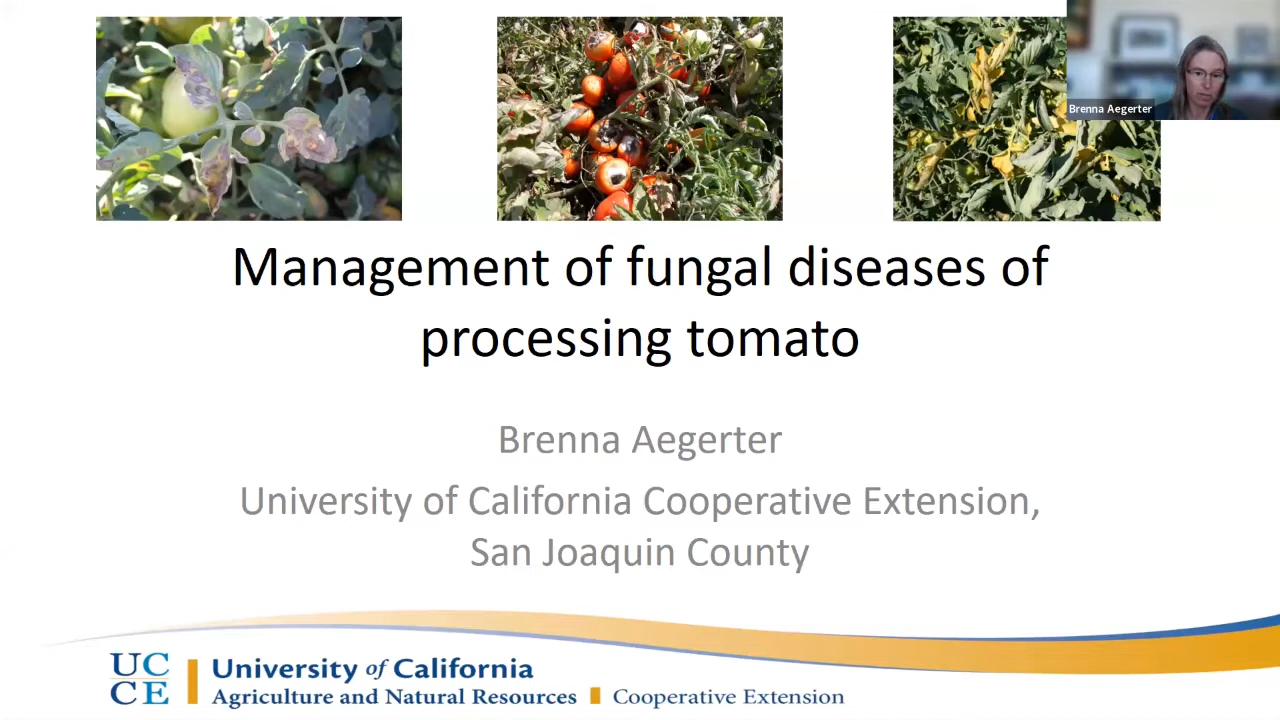 Brenna Aegerter
Management of fungal diseases of
processing tomato
Brenna Aegerter
University of California Cooperative Extension,
San Joaquin County
UC
CE
University of California
Agriculture and Natural Resources Cooperative Extension